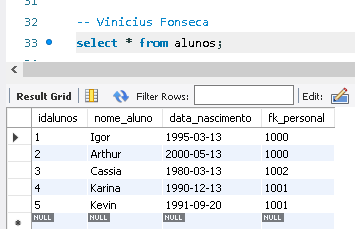 31
32 -- Vinicius Fonseca
33 select * from alunos;
Result Grid Filter Rows: Edit:
idalunos nome_aluno data_nascimento fk_personal
1 Igor 1995-03-13 1000
2 Arthur 2000-05-13 1000
3 Cassia 1980-03-13 1002
4 Karina 1990-12-13 1001
5 Kevin 1991-09-20 1001
NULL NULL NULL NULL